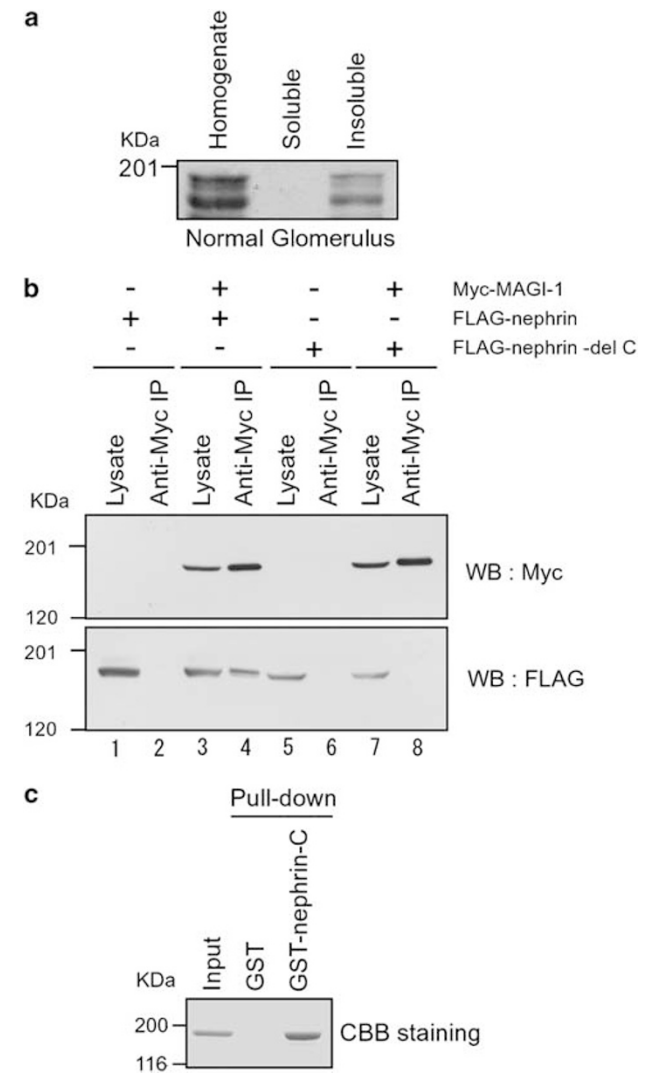 a
Homogenate
Soluble
Insoluble
KDa
201
Normal Glomerulus
b
- + - + Myc-MAGI-1
+ + - - FLAG-nephrin
- - + + FLAG-nephrin -del C
Lysate
Anti-Myc IP
Lysate
Anti-Myc IP
Lysate
Anti-Myc IP
Lysate
Anti-Myc IP
KDa
201
120
WB : Myc
201
120
WB : FLAG
1 2 3 4 5 6 7 8
c
Pull-down
Input
GST
GST-nephrin-C
KDa
200
116
CBB staining